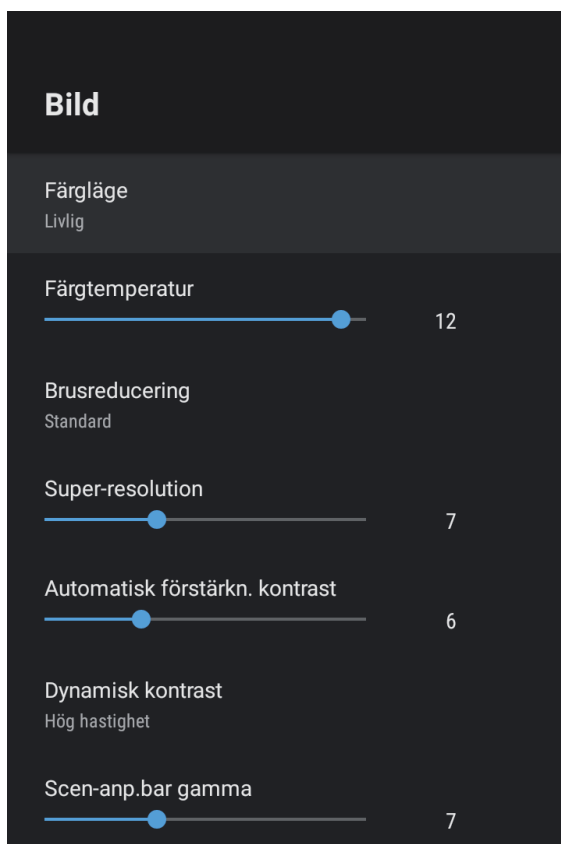 Bild
Färgläge
Livlig
Färgtemperatur
12
Brusreducering
Standard
Super-resolution
7
Automatisk förstärkn. kontrast
6
Dynamisk kontrast
Hög hastighet
Scen-anp.bar gamma
7